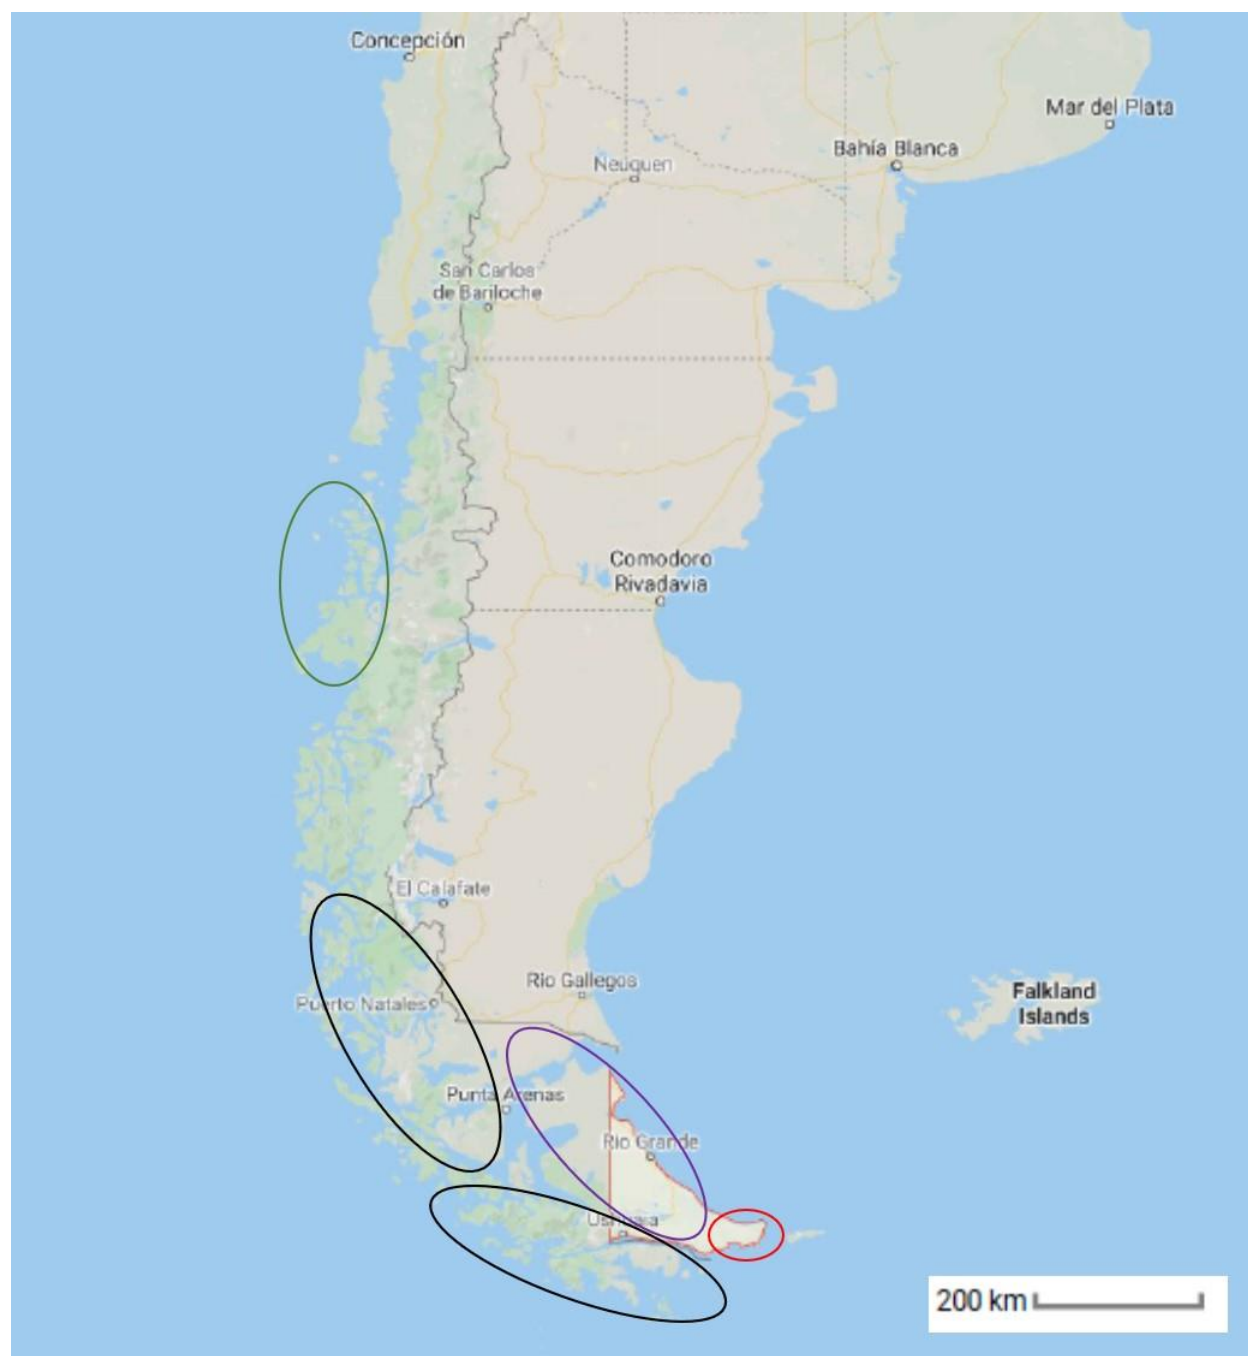 Concepción
Mar del Plata
Bahía Blanca
Neuquen
San Carlos
de Bariloche
Comodoro
Rivadavia
El Calafate
Rio Gallegos
Falkland
Islands
Puerto Natales
Punta Arenas
Rio Grande
Ushuaia
200 km